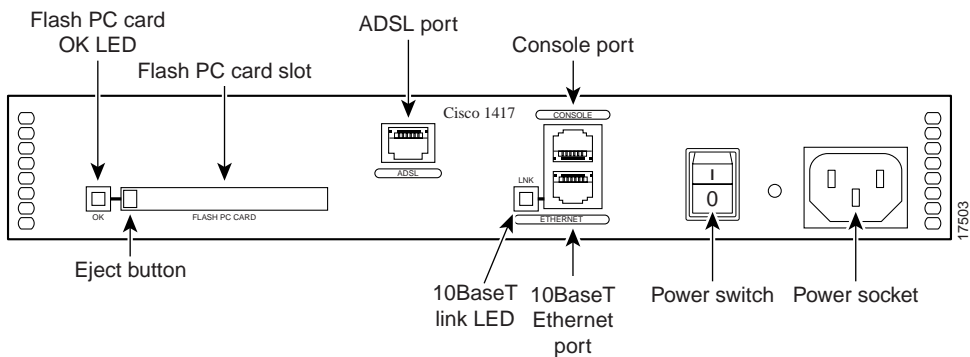 Flash PC card
OK LED
Flash PC card slot
ADSL port
Console port
Cisco 1417
CONSOLE
ADSL
LNK
OK
FLASH PC CARD
ETHERNET
I
0
17503
Eject button
10BaseT
link LED
10BaseT
Ethernet
port
Power switch
Power socket